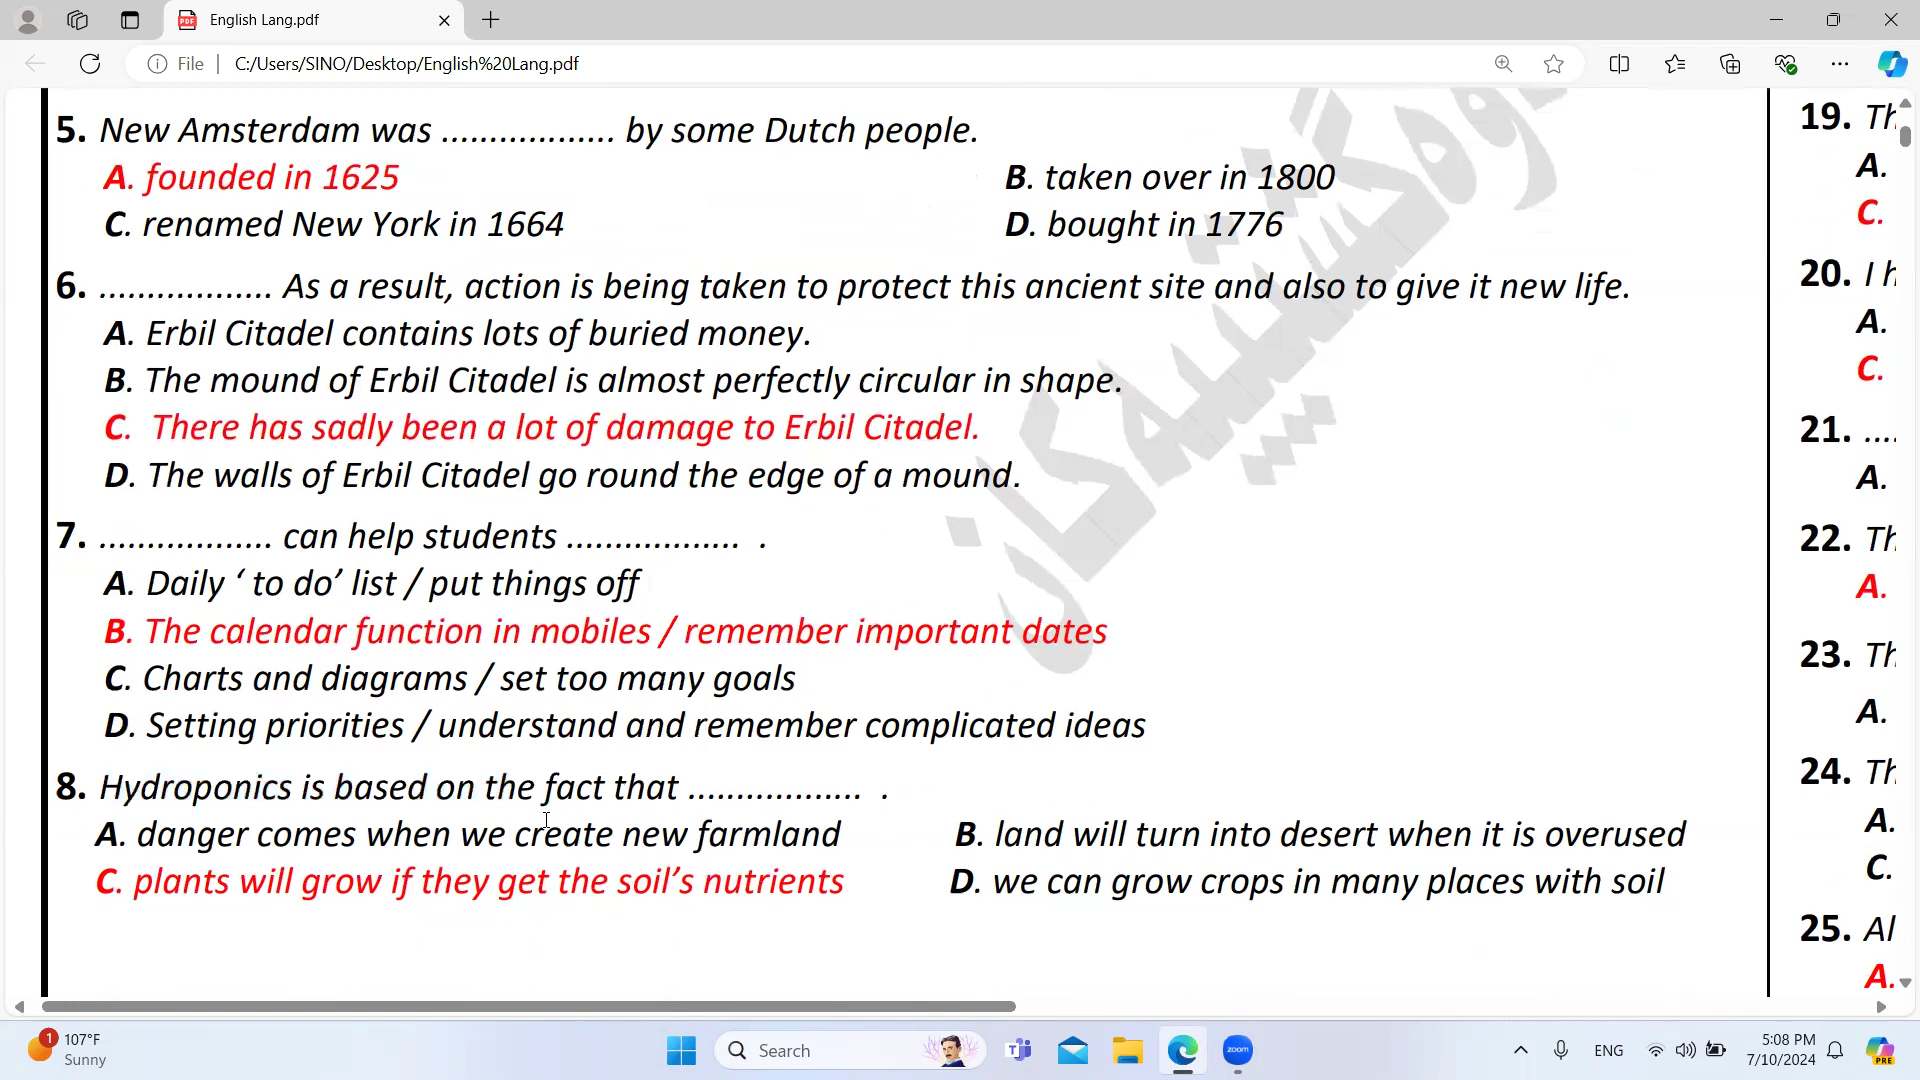 English Lang.pdf
File
C:/Users/SINO/Desktop/English%20Lang.pdf
5. New Amsterdam was .................. by some Dutch people.
A. founded in 1625
B. taken over in 1800
C. renamed New York in 1664
D. bought in 1776
6. .................. As a result, action is being taken to protect this ancient site and also to give it new life.
A. Erbil Citadel contains lots of buried money.
B. The mound of Erbil Citadel is almost perfectly circular in shape.
C. There has sadly been a lot of damage to Erbil Citadel.
D. The walls of Erbil Citadel go round the edge of a mound.
7. .................. can help students .................. .
A. Daily ‘ to do’ list / put things off
B. The calendar function in mobiles / remember important dates
C. Charts and diagrams / set too many goals
D. Setting priorities / understand and remember complicated ideas
8. Hydroponics is based on the fact that .................. .
A. danger comes when we create new farmland
B. land will turn into desert when it is overused
C. plants will grow if they get the soil’s nutrients
D. we can grow crops in many places with soil
19. Th
A.
C.
20. I h
A.
C.
21. ....
A.
22. Th
A.
23. Th
A.
24. Th
A.
C.
25. Al
A.
1
107°F
Sunny
Search
zoom
ENG
5:08 PM
7/10/2024
PRE